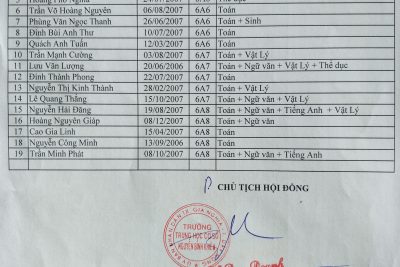 6 Trần Võ Hoàng Nguyên 06/08/2007 6A6 Toán
7 Phùng Văn Ngọc Thanh 26/06/2007 6A6 Toán + Sinh
8 Đinh Bùi Anh Thư 10/07/2007 6A6 Toán
9 Quách Anh Tuấn 12/03/2007 6A6 Toán
10 Trần Mạnh Cường 03/08/2007 6A7 Toán + Vật Lý
11 Lưu Văn Lượng 20/06/2006 6A7 Toán + Ngữ văn + Vật Lý + Thể dục
12 Đinh Thành Phong 22/07/2007 6A7 Toán
13 Nguyễn Thị Kinh Thành 28/02/2007 6A7 Toán + Vật Lý
14 Lê Quang Thắng 15/10/2007 6A7 Toán + Ngữ văn + Vật Lý
15 Nguyễn Hải Đăng 19/08/2007 6A8 Toán + Ngữ văn + Tiếng Anh + Vật Lý
16 Hoàng Nguyên Giáp 08/12/2007 6A8 Toán + Ngữ văn
17 Cao Gia Linh 15/04/2007 6A8 Toán
18 Nguyễn Công Minh 13/09/2006 6A8 Toán
19 Trần Minh Phát 08/10/2007 6A8 Toán + Ngữ văn + Tiếng Anh
CHỦ TỊCH HỘI ĐỒNG
TRƯỜNG
TRUNG HỌC CƠ SỞ